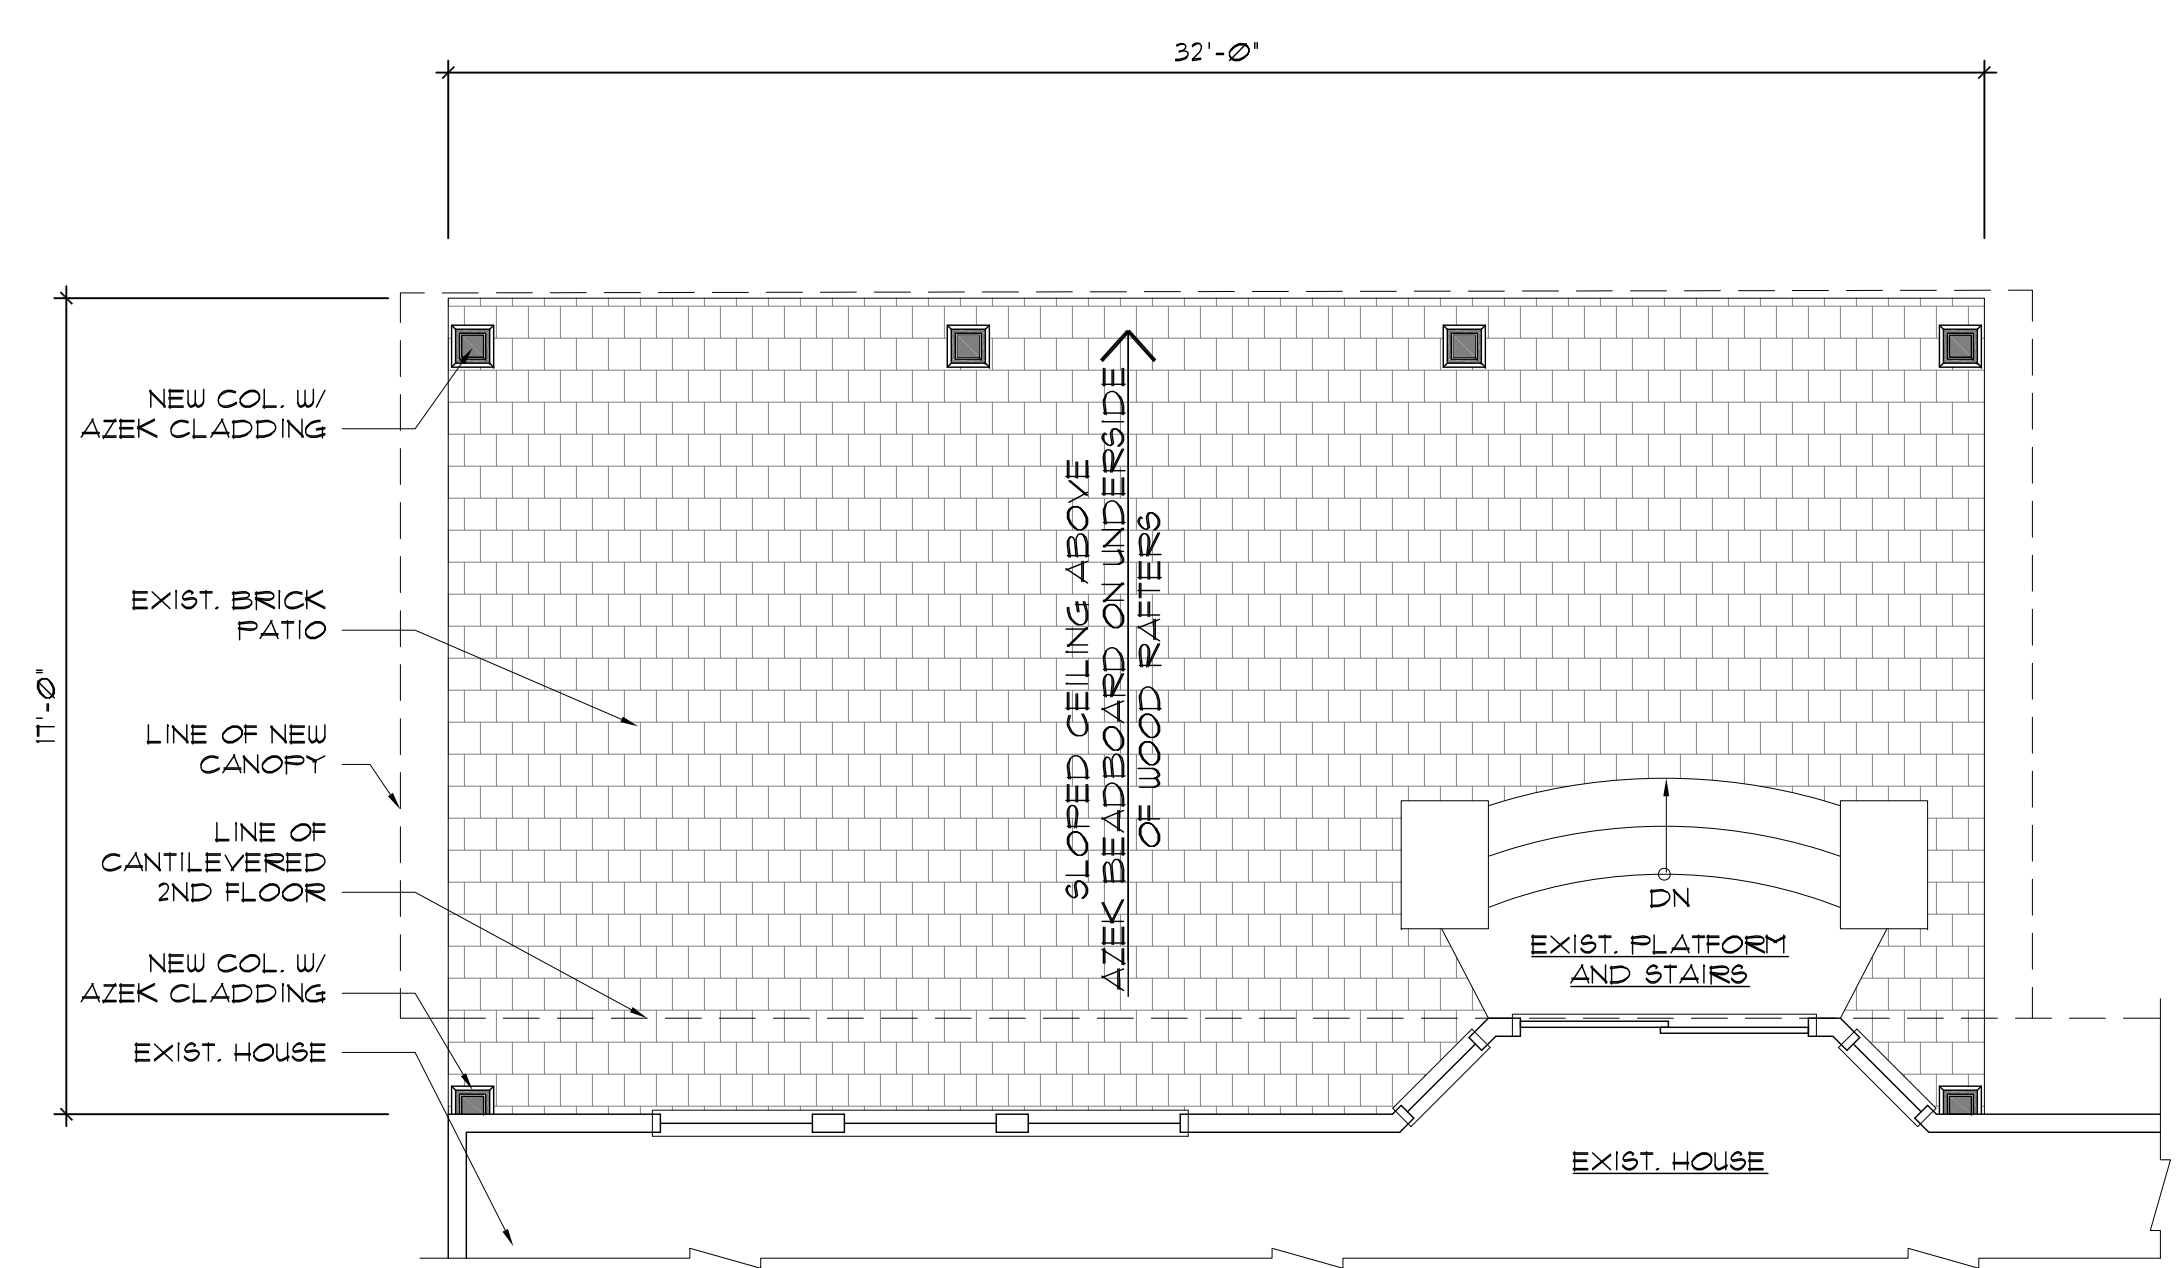 32'-0"
NEW COL. W/
AZEK CLADDING
EXIST. BRICK
PATIO
17'-0"
LINE OF NEW
CANOPY
LINE OF
CANTILEVERED
2ND FLOOR
NEW COL. W/
AZEK CLADDING
EXIST. HOUSE
SLOPED CEILING ABOVE
AZEK BEADBOARD ON UNDERSIDE
OF WOOD RAFTERS
DN
EXIST. PLATFORM
AND STAIRS
EXIST. HOUSE